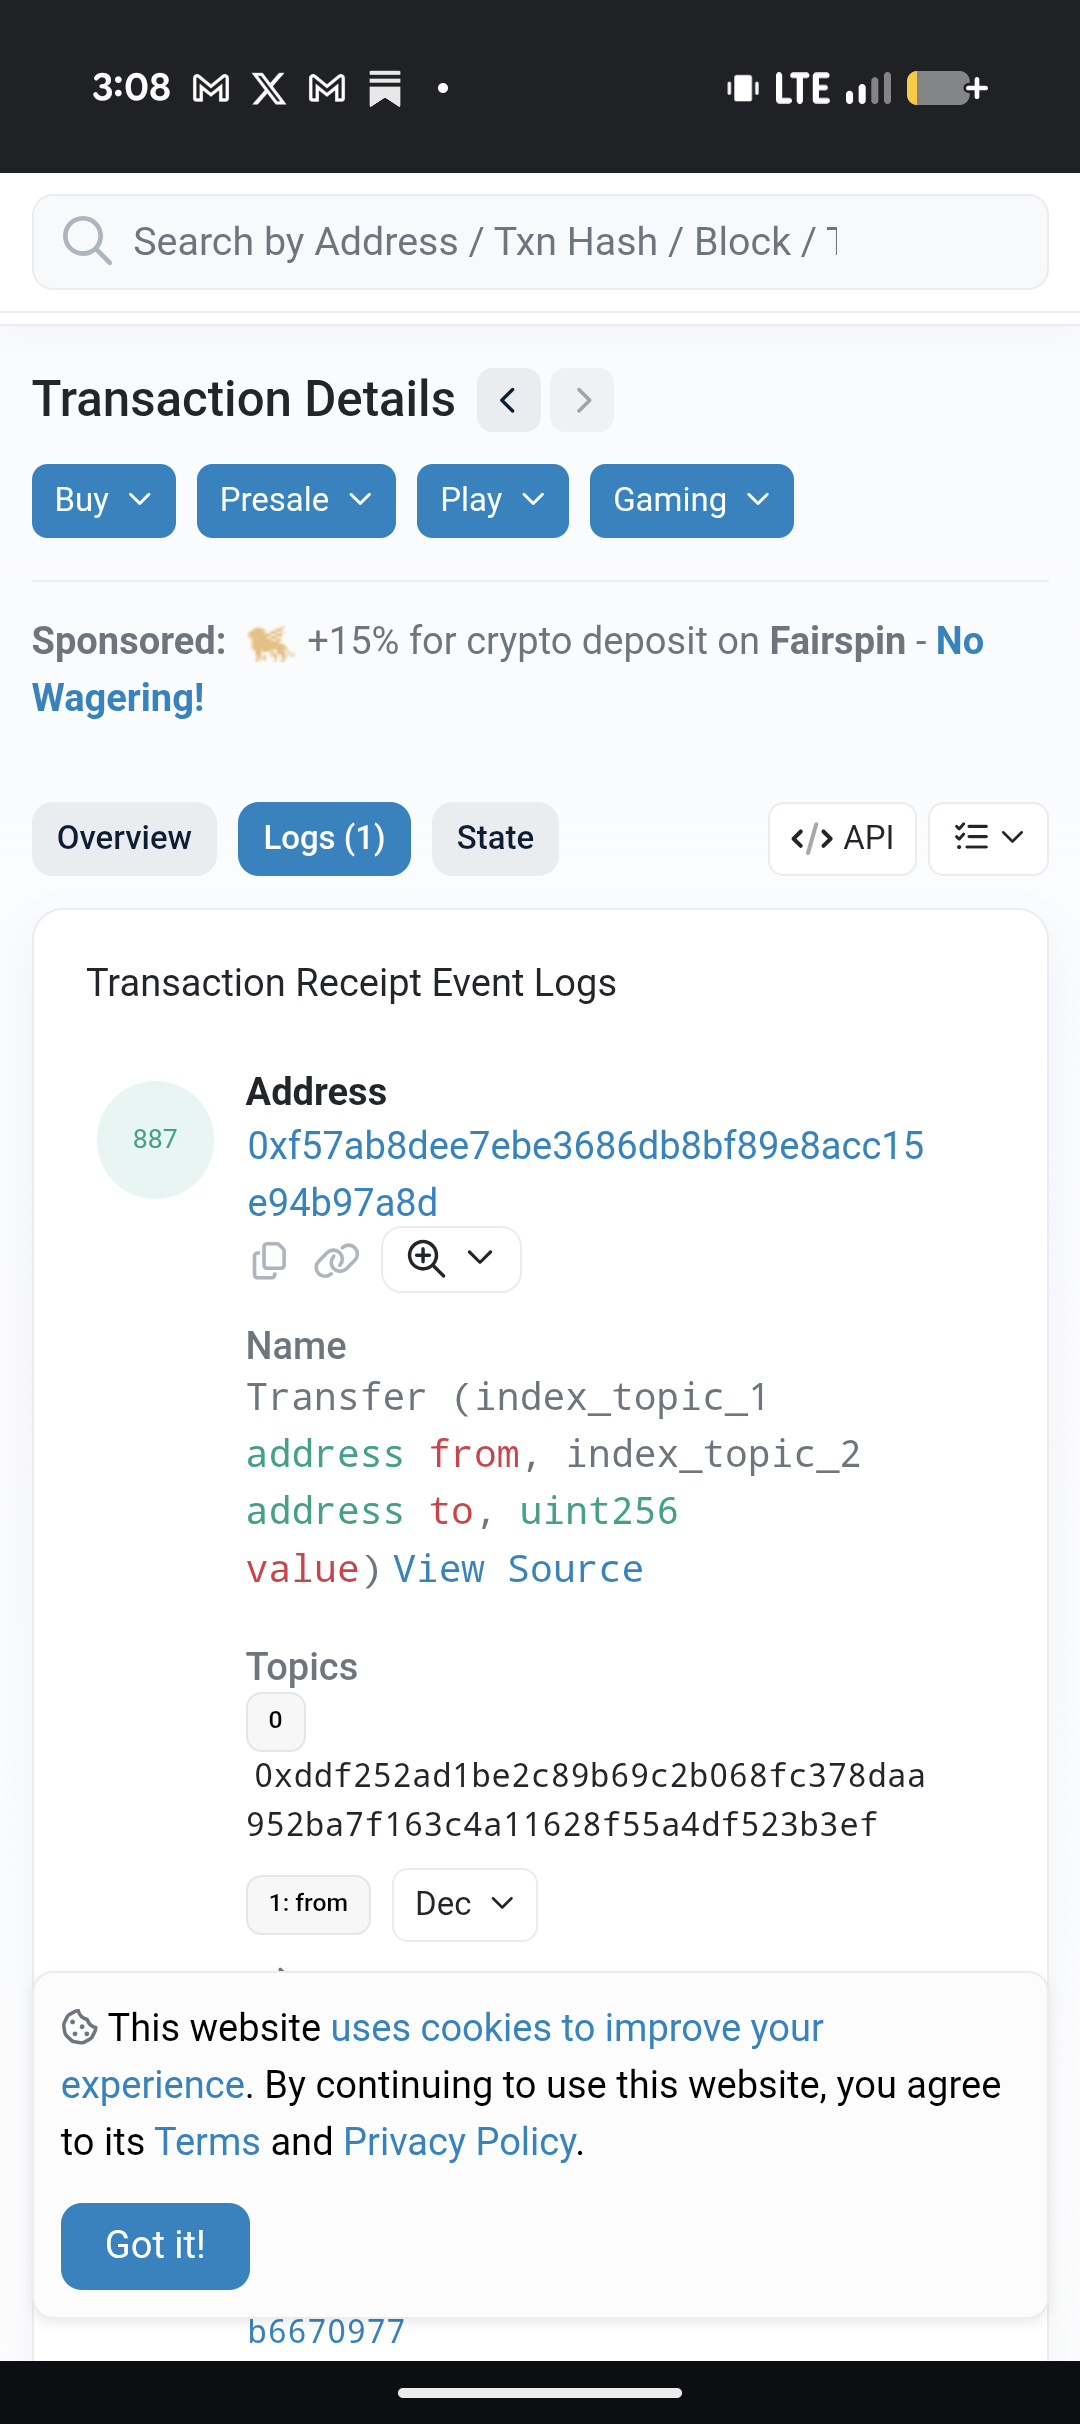 3:08
LTE
Search by Address / Txn Hash / Block /
Transaction Details
Buy
Presale
Play
Gaming
Sponsored: +15% for crypto deposit on Fairspin - No
Wagering!
Overview
Logs (1)
State
</> API
Transaction Receipt Event Logs
887
Address
0xf57ab8dee7ebe3686db8bf89e8acc15
e94b97a8d
Name
Transfer (index_topic_1
address from, index_topic_2
address to, uint256
value) View Source
Topics
0
0xddf252ad1be2c89b69c2b068fc378daa
952ba7f163c4a11628f55a4df523b3ef
1: from
Dec
This website uses cookies to improve your
experience. By continuing to use this website, you agree
to its Terms and Privacy Policy.
Got it!
b6670977